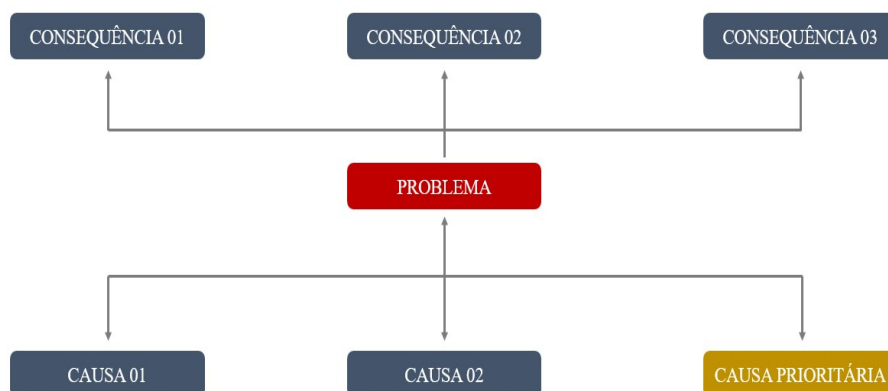 CONSEQUÊNCIA 01
CONSEQUÊNCIA 02
CONSEQUÊNCIA 03
PROBLEMA
CAUSA 01
CAUSA 02
CAUSA PRIORITÁRIA